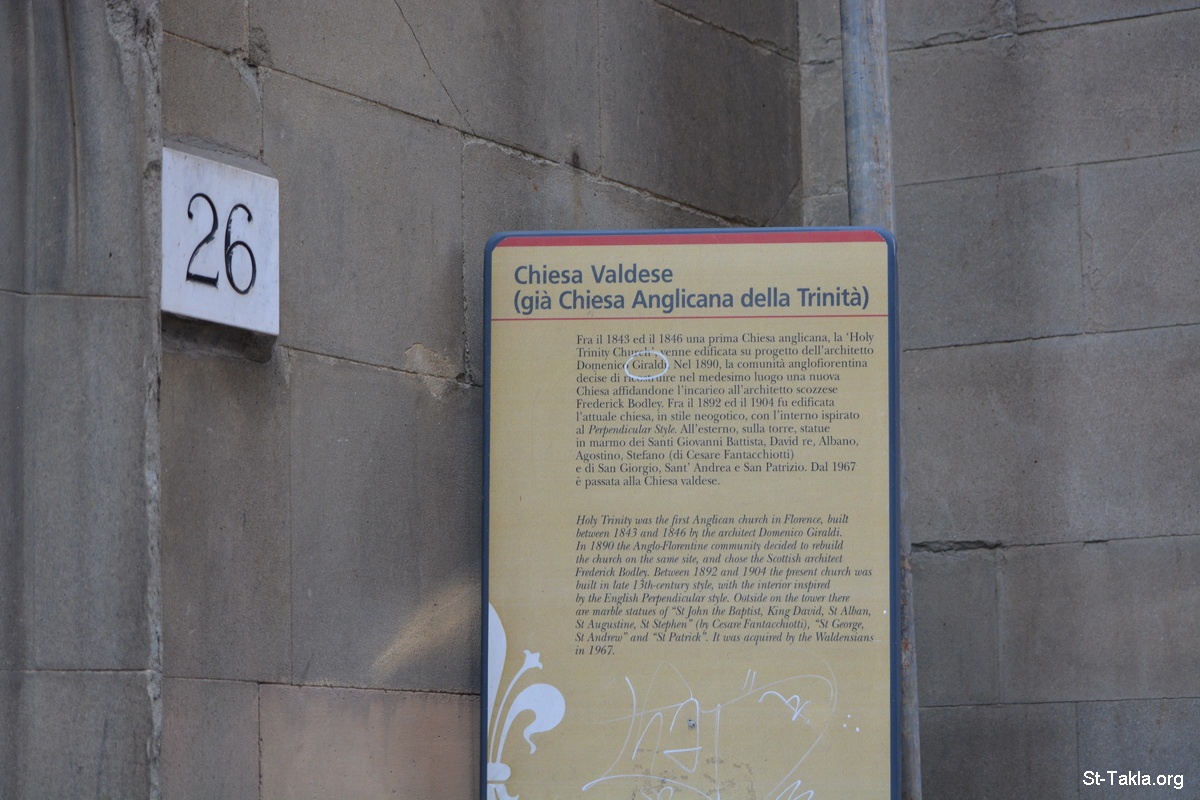 26
Chiesa Valdese
(già Chiesa Anglicana della Trinità)
Fra il 1843 ed il 1846 una prima Chiesa anglicana, la ‘Holy
Trinity Church’ venne edificata su progetto dell’architetto
Domenico Giraldi. Nel 1890, la comunità anglofiorentina
decise di ricostruire nel medesimo luogo una nuova
Chiesa affidandone l’incarico all’architetto scozzese
Frederick Bodley. Fra il 1892 ed il 1904 fu edificata
l’attuale chiesa, in stile neogotico, con l’interno ispirato
al Perpendicular Style. All’esterno, sulla torre, statue
in marmo dei Santi Giovanni Battista, David re, Albano,
Agostino, Stefano (di Cesare Fantacchiotti)
e di San Giorgio, Sant’ Andrea e San Patrizio. Dal 1967
è passata alla Chiesa valdese.
Holy Trinity was the first Anglican church in Florence, built
between 1843 and 1846 by the architect Domenico Giraldi.
In 1890 the Anglo-Florentine community decided to rebuild
the church on the same site, and chose the Scottish architect
Frederick Bodley. Between 1892 and 1904 the present church was
built in late 13th-century style, with the interior inspired
by the English Perpendicular style. Outside on the tower there
are marble statues of “St John the Baptist, King David, St Alban,
St Augustine, St Stephen” (by Cesare Fantacchiotti), “St George,
St Andrew” and “St Patrick”. It was acquired by the Waldensians
in 1967.
St-Takla.org